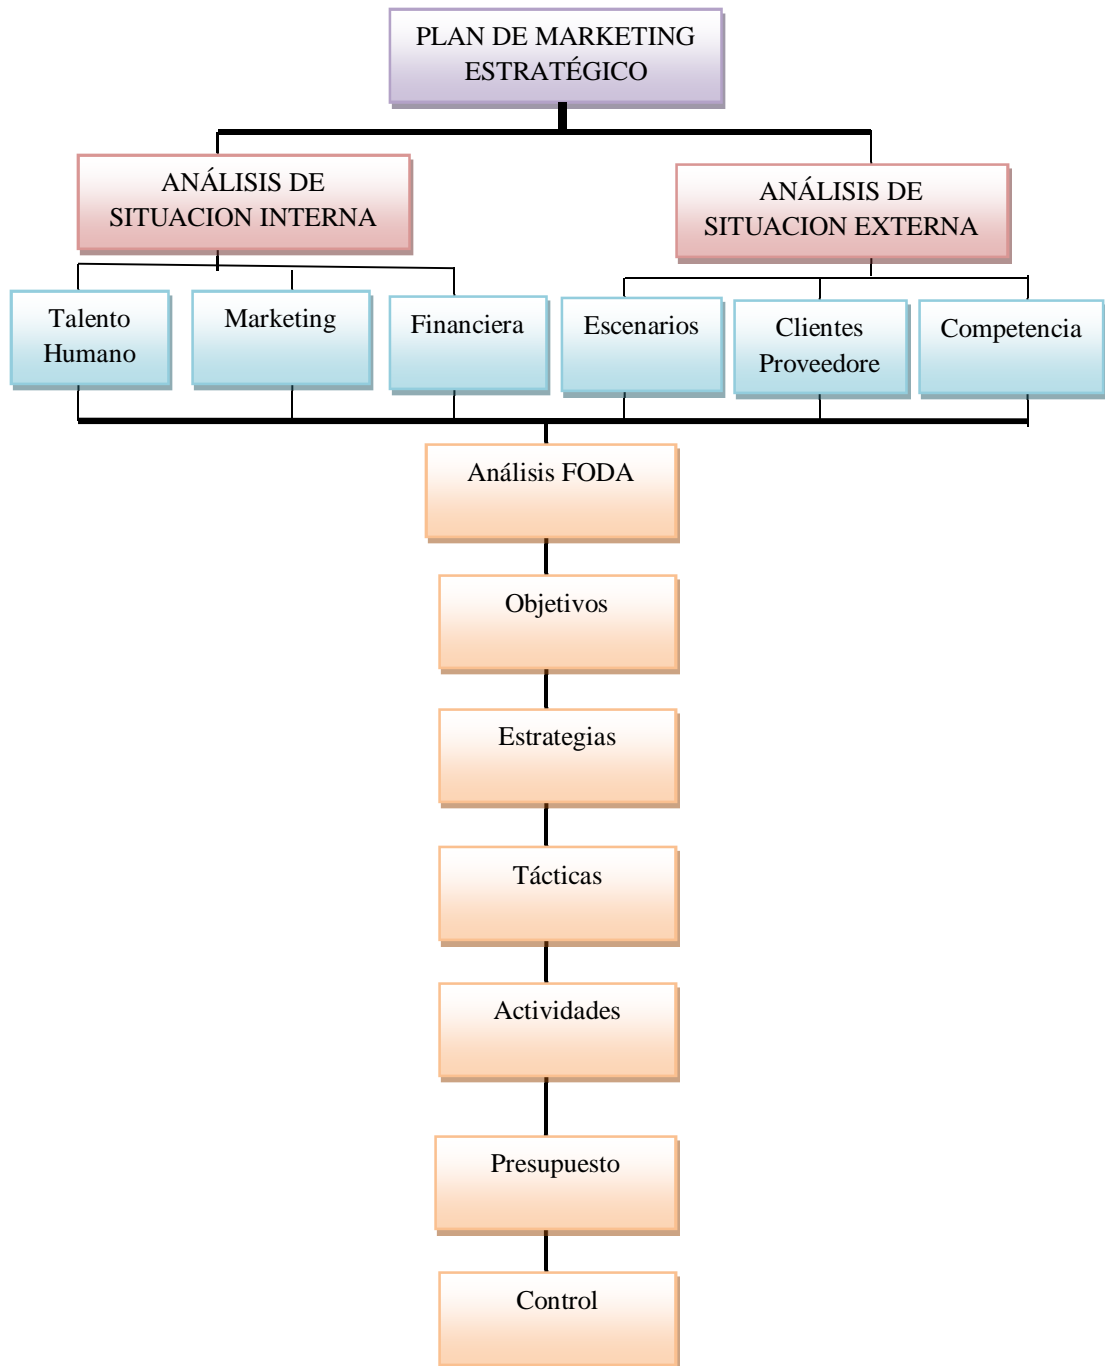 PLAN DE MARKETING
ESTRATÉGICO
ANÁLISIS DE
SITUACION INTERNA
ANÁLISIS DE
SITUACION EXTERNA
Talento
Humano
Marketing
Financiera
Escenarios
Clientes
Proveedore
Competencia
Análisis FODA
Objetivos
Estrategias
Tácticas
Actividades
Presupuesto
Control